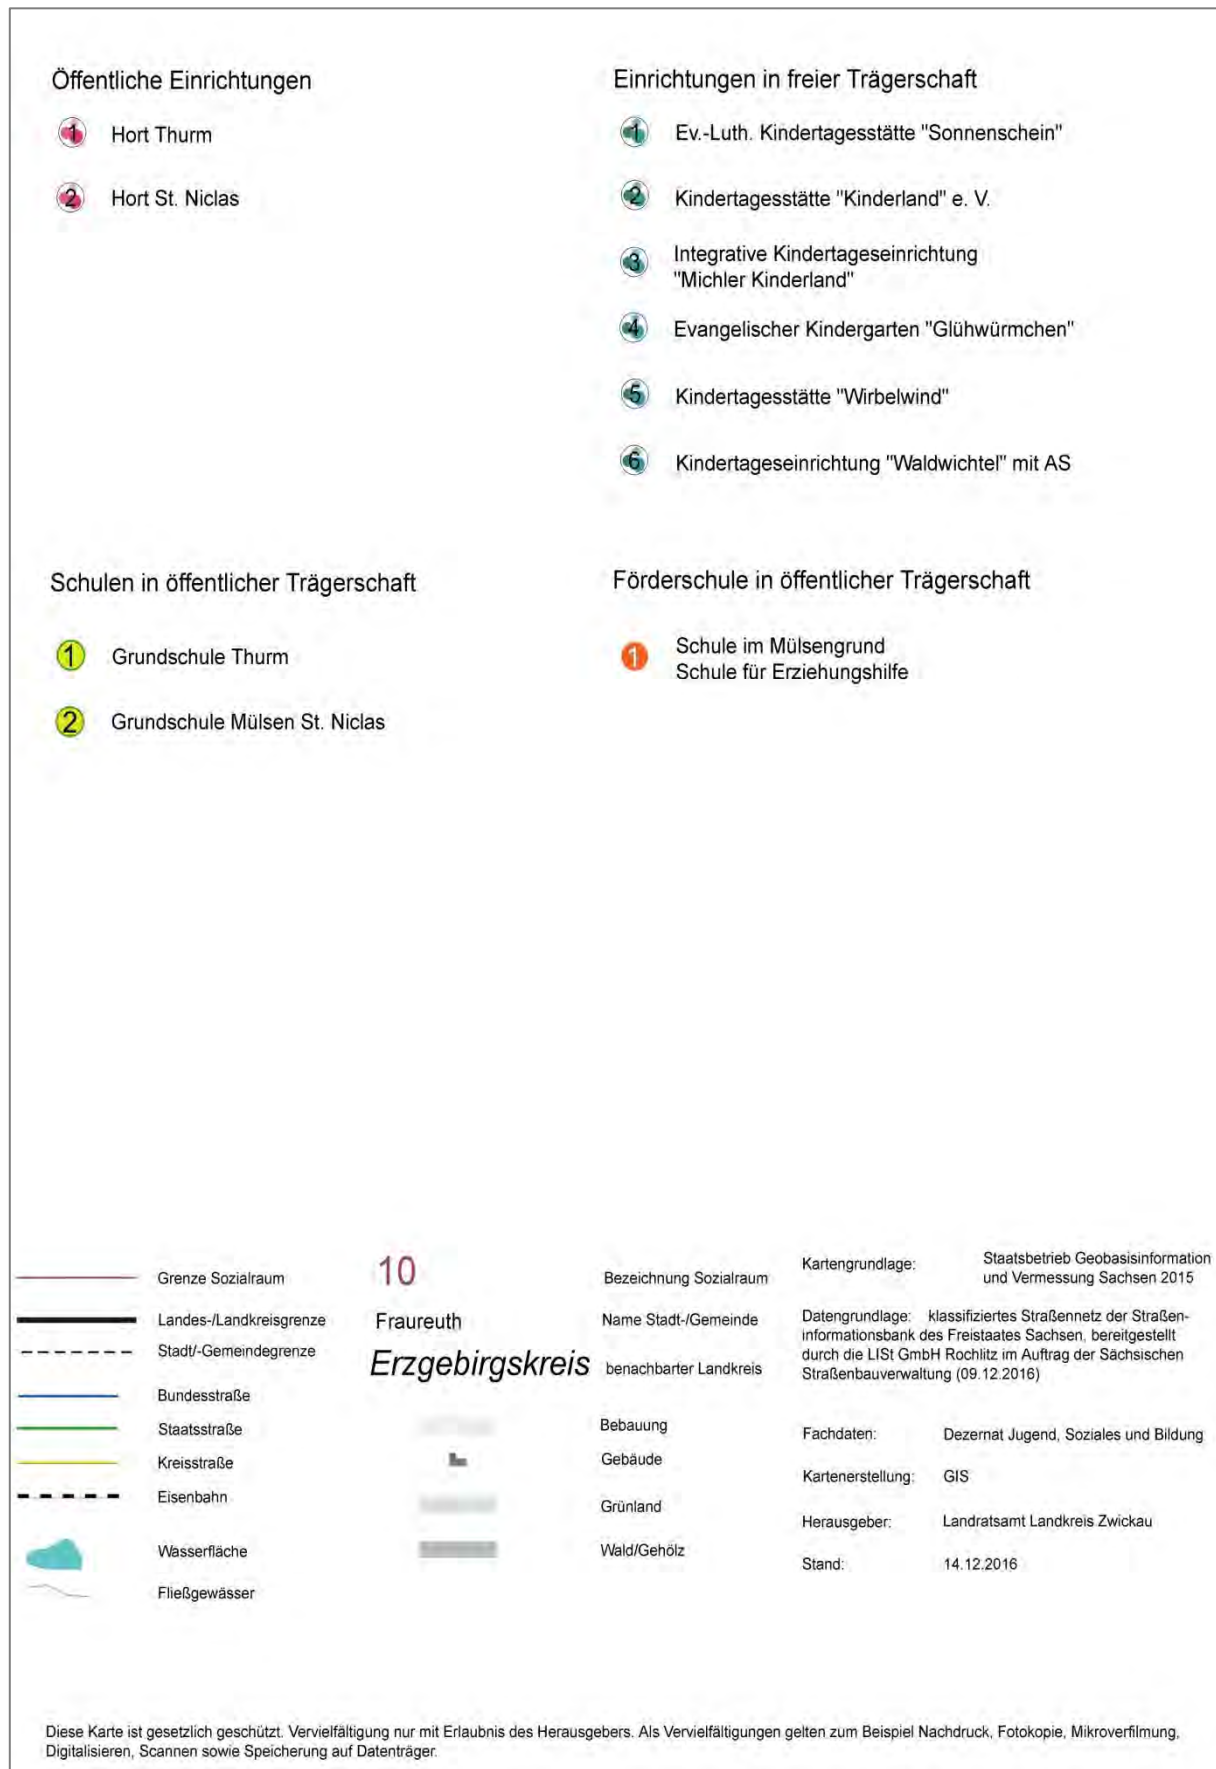 Öffentliche Einrichtungen
1 Hort Thurm
2 Hort St. Niclas
Einrichtungen in freier Trägerschaft
1 Ev.-Luth. Kindertagesstätte "Sonnenschein"
2 Kindertagesstätte "Kinderland" e. V.
3 Integrative Kindertageseinrichtung
"Michler Kinderland"
4 Evangelischer Kindergarten "Glühwürmchen"
5 Kindertagesstätte "Wirbelwind"
6 Kindertageseinrichtung "Waldwichtel" mit AS
Schulen in öffentlicher Trägerschaft
1 Grundschule Thurm
2 Grundschule Mülsen St. Niclas
Förderschule in öffentlicher Trägerschaft
1 Schule im Mülsengrund
Schule für Erziehungshilfe
Grenze Sozialraum
Landes-/Landkreisgrenze
Stadt/-Gemeindegrenze
Bundesstraße
Staatsstraße
Kreisstraße
Eisenbahn
Wasserfläche
Fließgewässer
10 Bezeichnung Sozialraum
Fraureuth Name Stadt-/Gemeinde
Erzgebirgskreis benachbarter Landkreis
Bebauung
Gebäude
Grünland
Wald/Gehölz
Kartengrundlage: Staatsbetrieb Geobasisinformation
und Vermessung Sachsen 2015
Datengrundlage: klassifiziertes Straßennetz der Straßen-
informationsbank des Freistaates Sachsen, bereitgestellt
durch die LISt GmbH Rochlitz im Auftrag der Sächsischen
Straßenbauverwaltung (09.12.2016)
Fachdaten: Dezernat Jugend, Soziales und Bildung
Kartenerstellung: GIS
Herausgeber: Landratsamt Landkreis Zwickau
Stand: 14.12.2016
Diese Karte ist gesetzlich geschützt. Vervielfältigung nur mit Erlaubnis des Herausgebers. Als Vervielfältigungen gelten zum Beispiel Nachdruck, Fotokopie, Mikroverfilmung,
Digitalisieren, Scannen sowie Speicherung auf Datenträger.